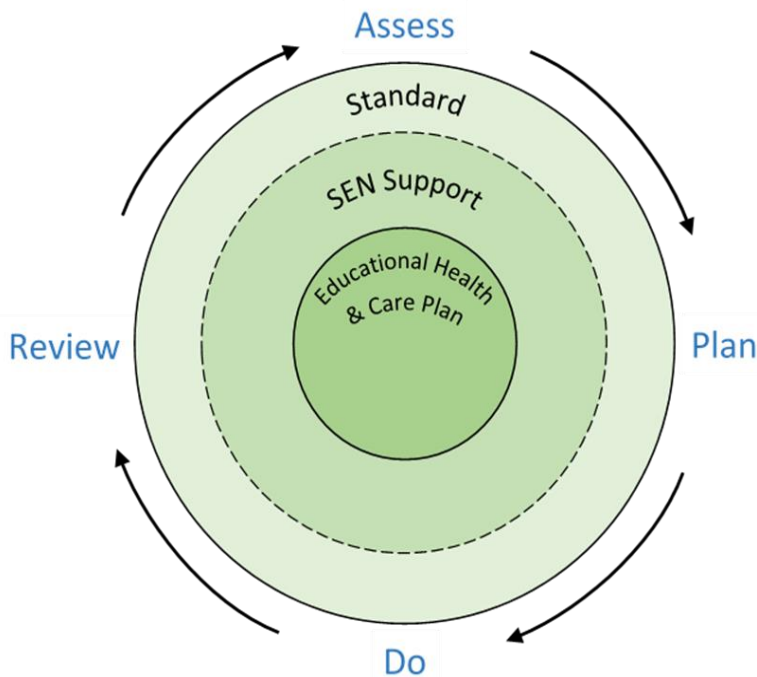 Assess
Standard
SEN Support
Educational Health
& Care Plan
Review
Plan
Do